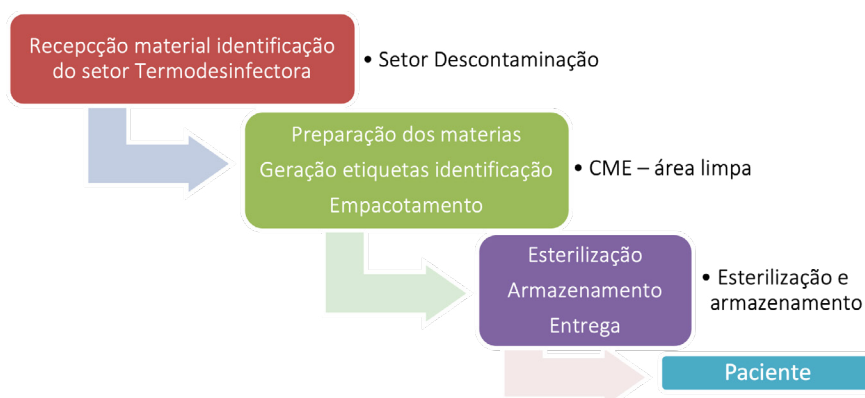 Recepcção material identificação
do setor Termodesinfectora
• Setor Descontaminação
Preparação dos materias
Geração etiquetas identificação
Empacotamento
• CME – área limpa
Esterilização
Armazenamento
Entrega
• Esterilização e
armazenamento
Paciente